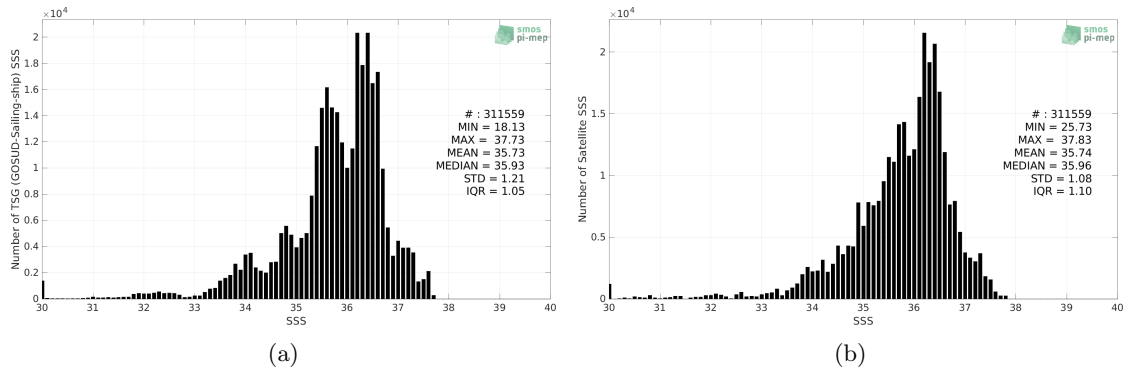 ×10⁴
2
1.8
1.6
1.4
1.2
1
0.8
0.6
0.4
0.2
0
Number of TSG (GOSUD-Sailing-ship) SSS
30 31 32 33 34 35 36 37 38 39 40
SSS
smos
pi-mep
# : 311559
MIN = 18.13
MAX = 37.73
MEAN = 35.73
MEDIAN = 35.93
STD = 1.21
IQR = 1.05
(a)
×10⁴
2
1.5
1
0.5
0
Number of Satellite SSS
30 31 32 33 34 35 36 37 38 39 40
SSS
smos
pi-mep
# : 311559
MIN = 25.73
MAX = 37.83
MEAN = 35.74
MEDIAN = 35.96
STD = 1.08
IQR = 1.10
(b)